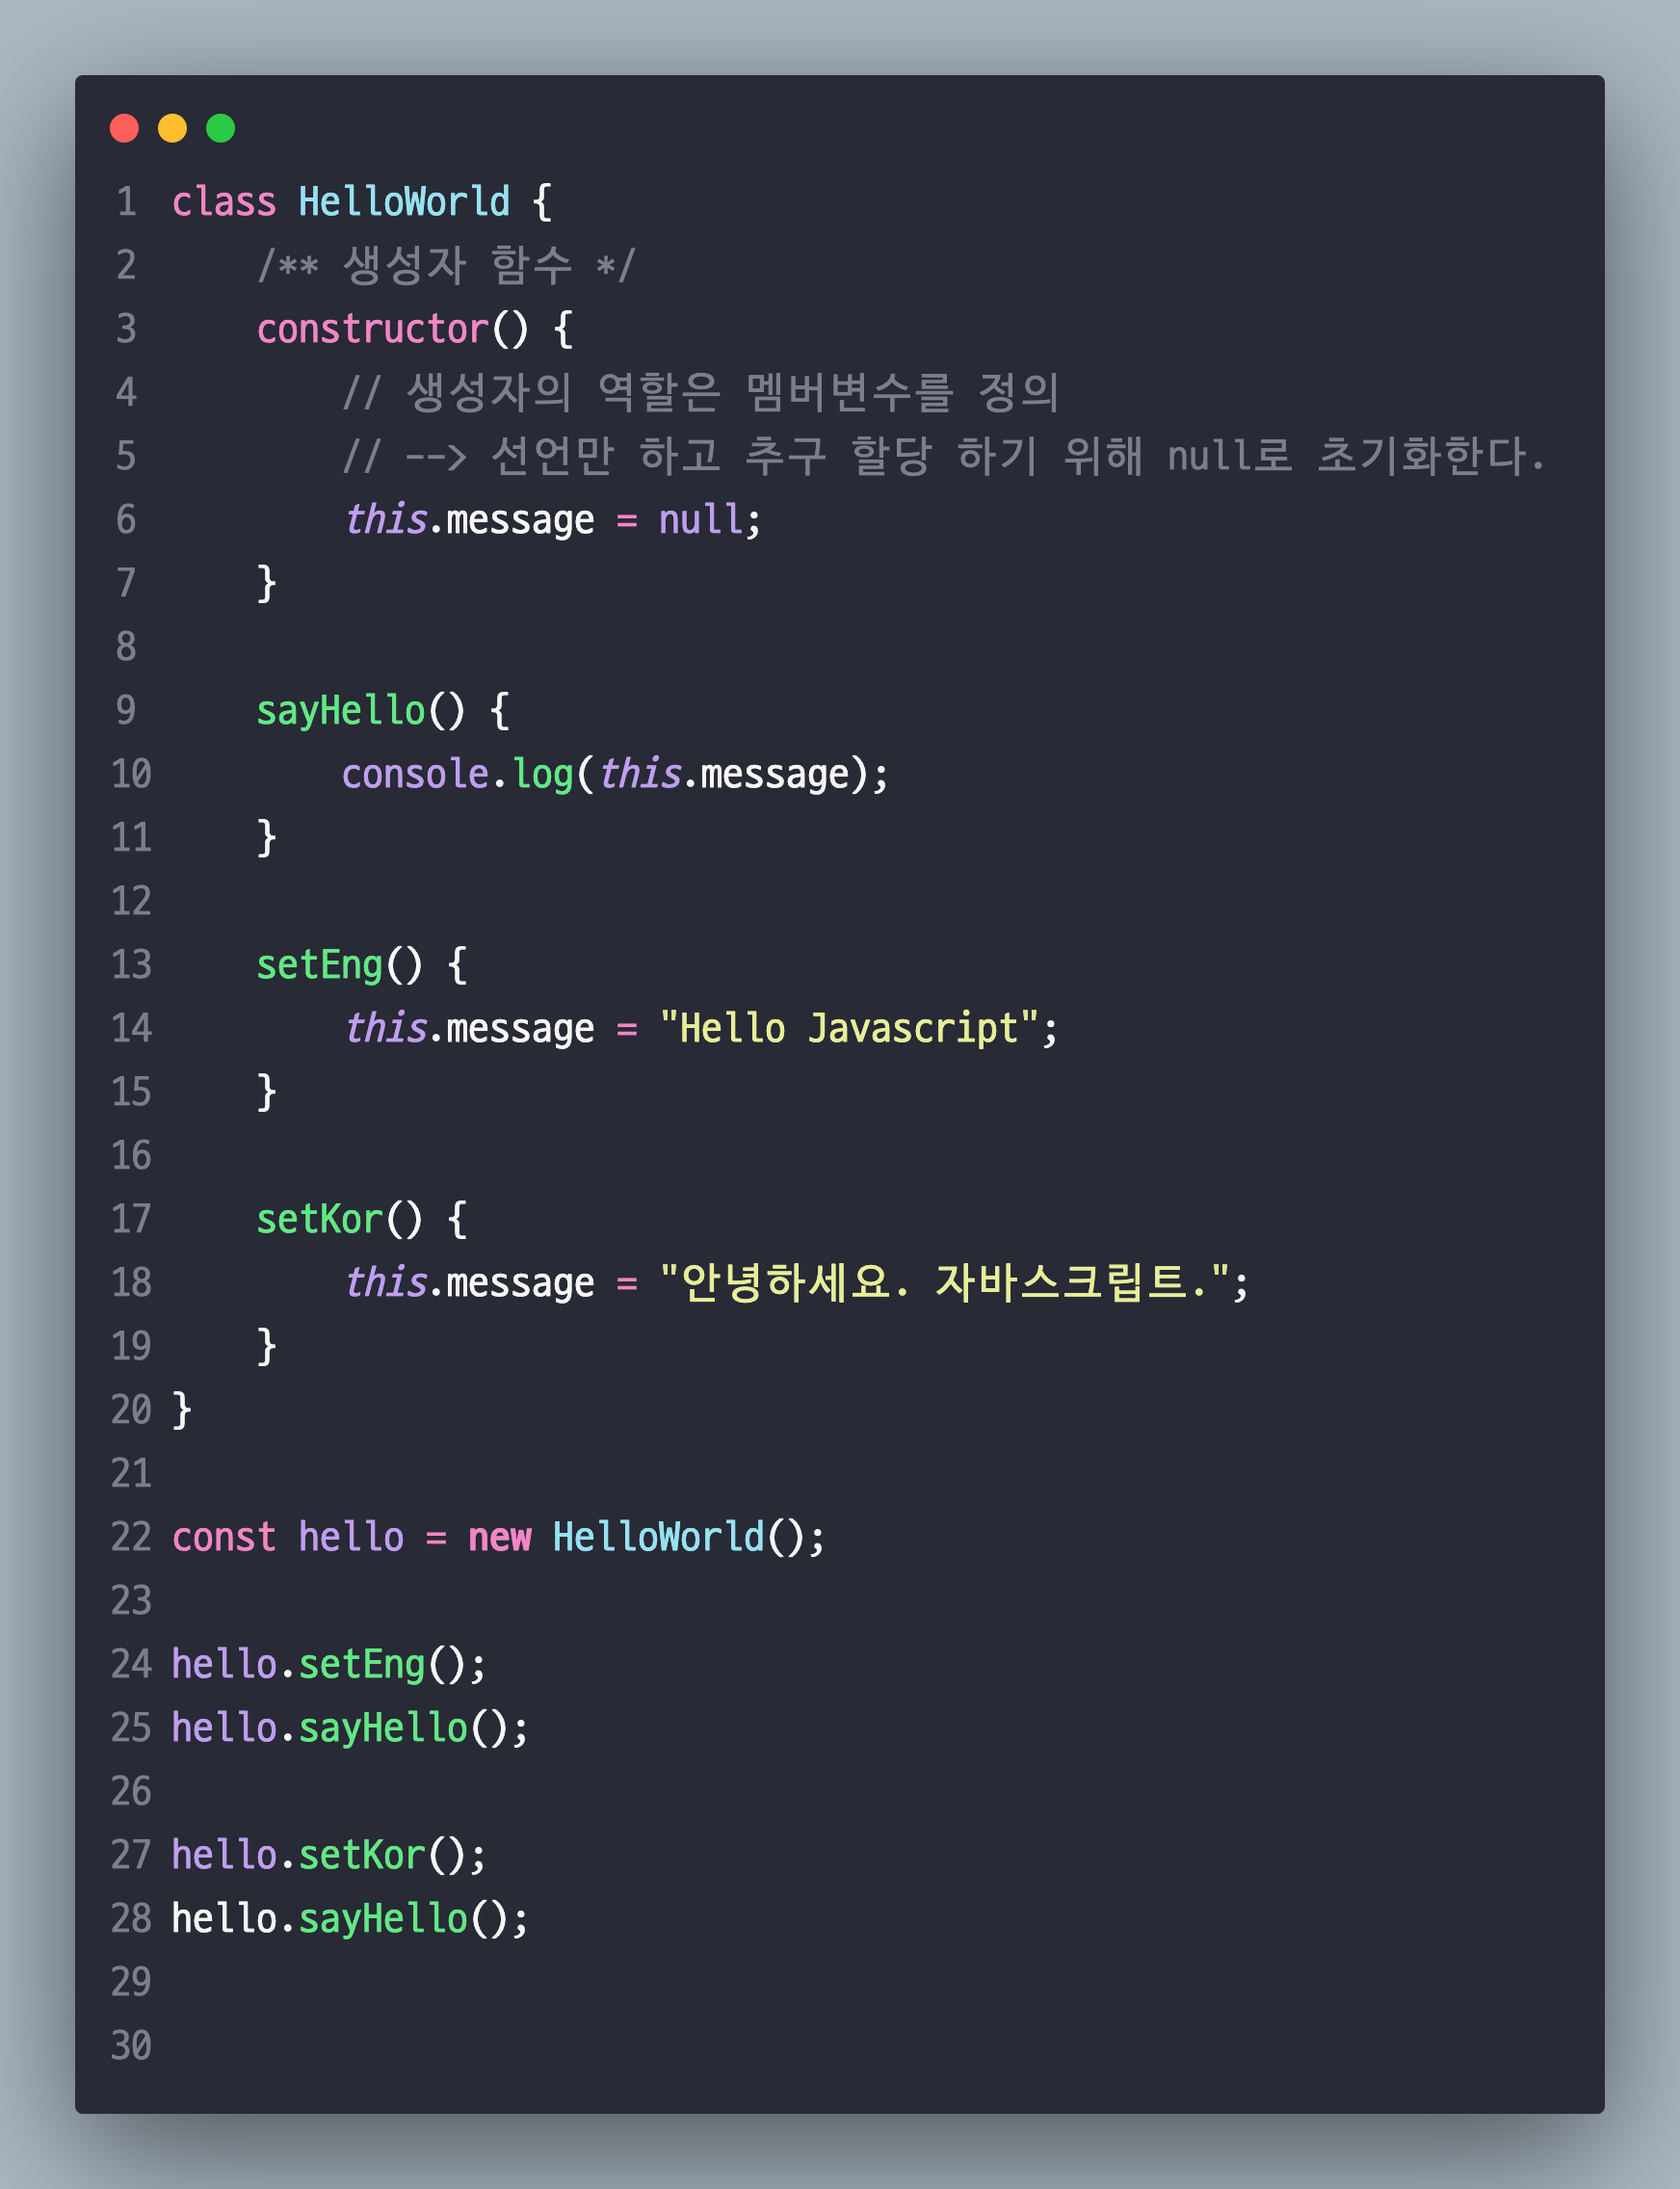 1 class HelloWorld {
2     /** 생성자 함수 */
3     constructor() {
4         // 생성자의 역할은 멤버변수를 정의
5         // --> 선언만 하고 추구 할당 하기 위해 null로 초기화한다.
6         this.message = null;
7     }
8
9     sayHello() {
10         console.log(this.message);
11     }
12
13     setEng() {
14         this.message = "Hello Javascript";
15     }
16
17     setKor() {
18         this.message = "안녕하세요. 자바스크립트.";
19     }
20 }
21
22 const hello = new HelloWorld();
23
24 hello.setEng();
25 hello.sayHello();
26
27 hello.setKor();
28 hello.sayHello();
29
30